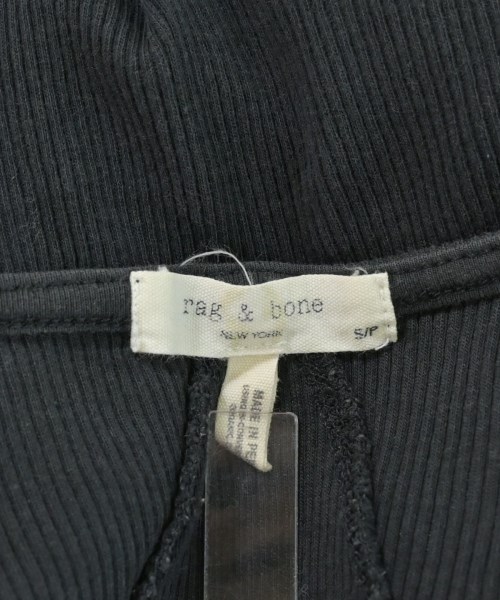 rag & bone
NEW YORK
S/P
MADE IN PE